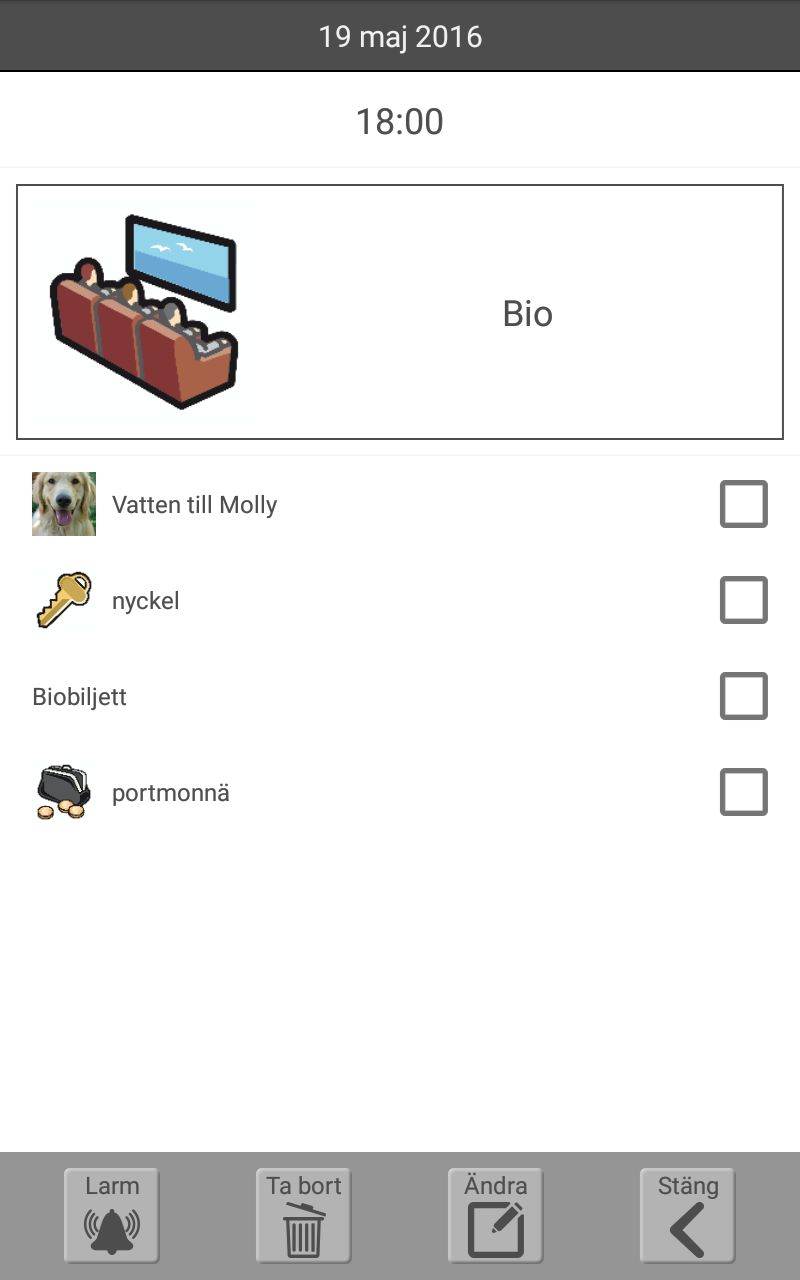 19 maj 2016
18:00
Bio
Vatten till Molly
nyckel
Biobiljett
portmonnä
Larm
Ta bort
Ändra
Stäng